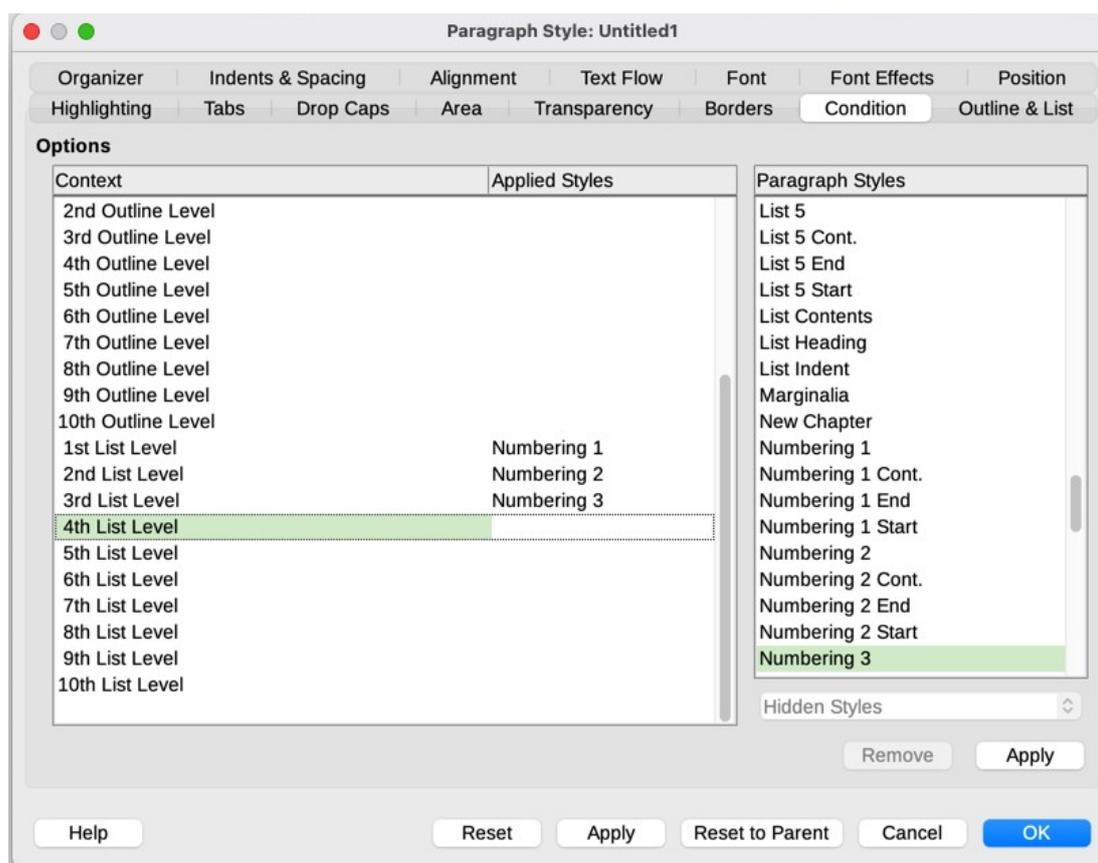 Paragraph Style: Untitled1
Organizer Indents & Spacing Alignment Text Flow Font Font Effects Position
Highlighting Tabs Drop Caps Area Transparency Borders Condition Outline & List
Options
Context Applied Styles
2nd Outline Level
3rd Outline Level
4th Outline Level
5th Outline Level
6th Outline Level
7th Outline Level
8th Outline Level
9th Outline Level
10th Outline Level
1st List Level Numbering 1
2nd List Level Numbering 2
3rd List Level Numbering 3
4th List Level
5th List Level
6th List Level
7th List Level
8th List Level
9th List Level
10th List Level
Paragraph Styles
List 5
List 5 Cont.
List 5 End
List 5 Start
List Contents
List Heading
List Indent
Marginalia
New Chapter
Numbering 1
Numbering 1 Cont.
Numbering 1 End
Numbering 1 Start
Numbering 2
Numbering 2 Cont.
Numbering 2 End
Numbering 2 Start
Numbering 3
Hidden Styles
Remove Apply
Help Reset Apply Reset to Parent Cancel OK